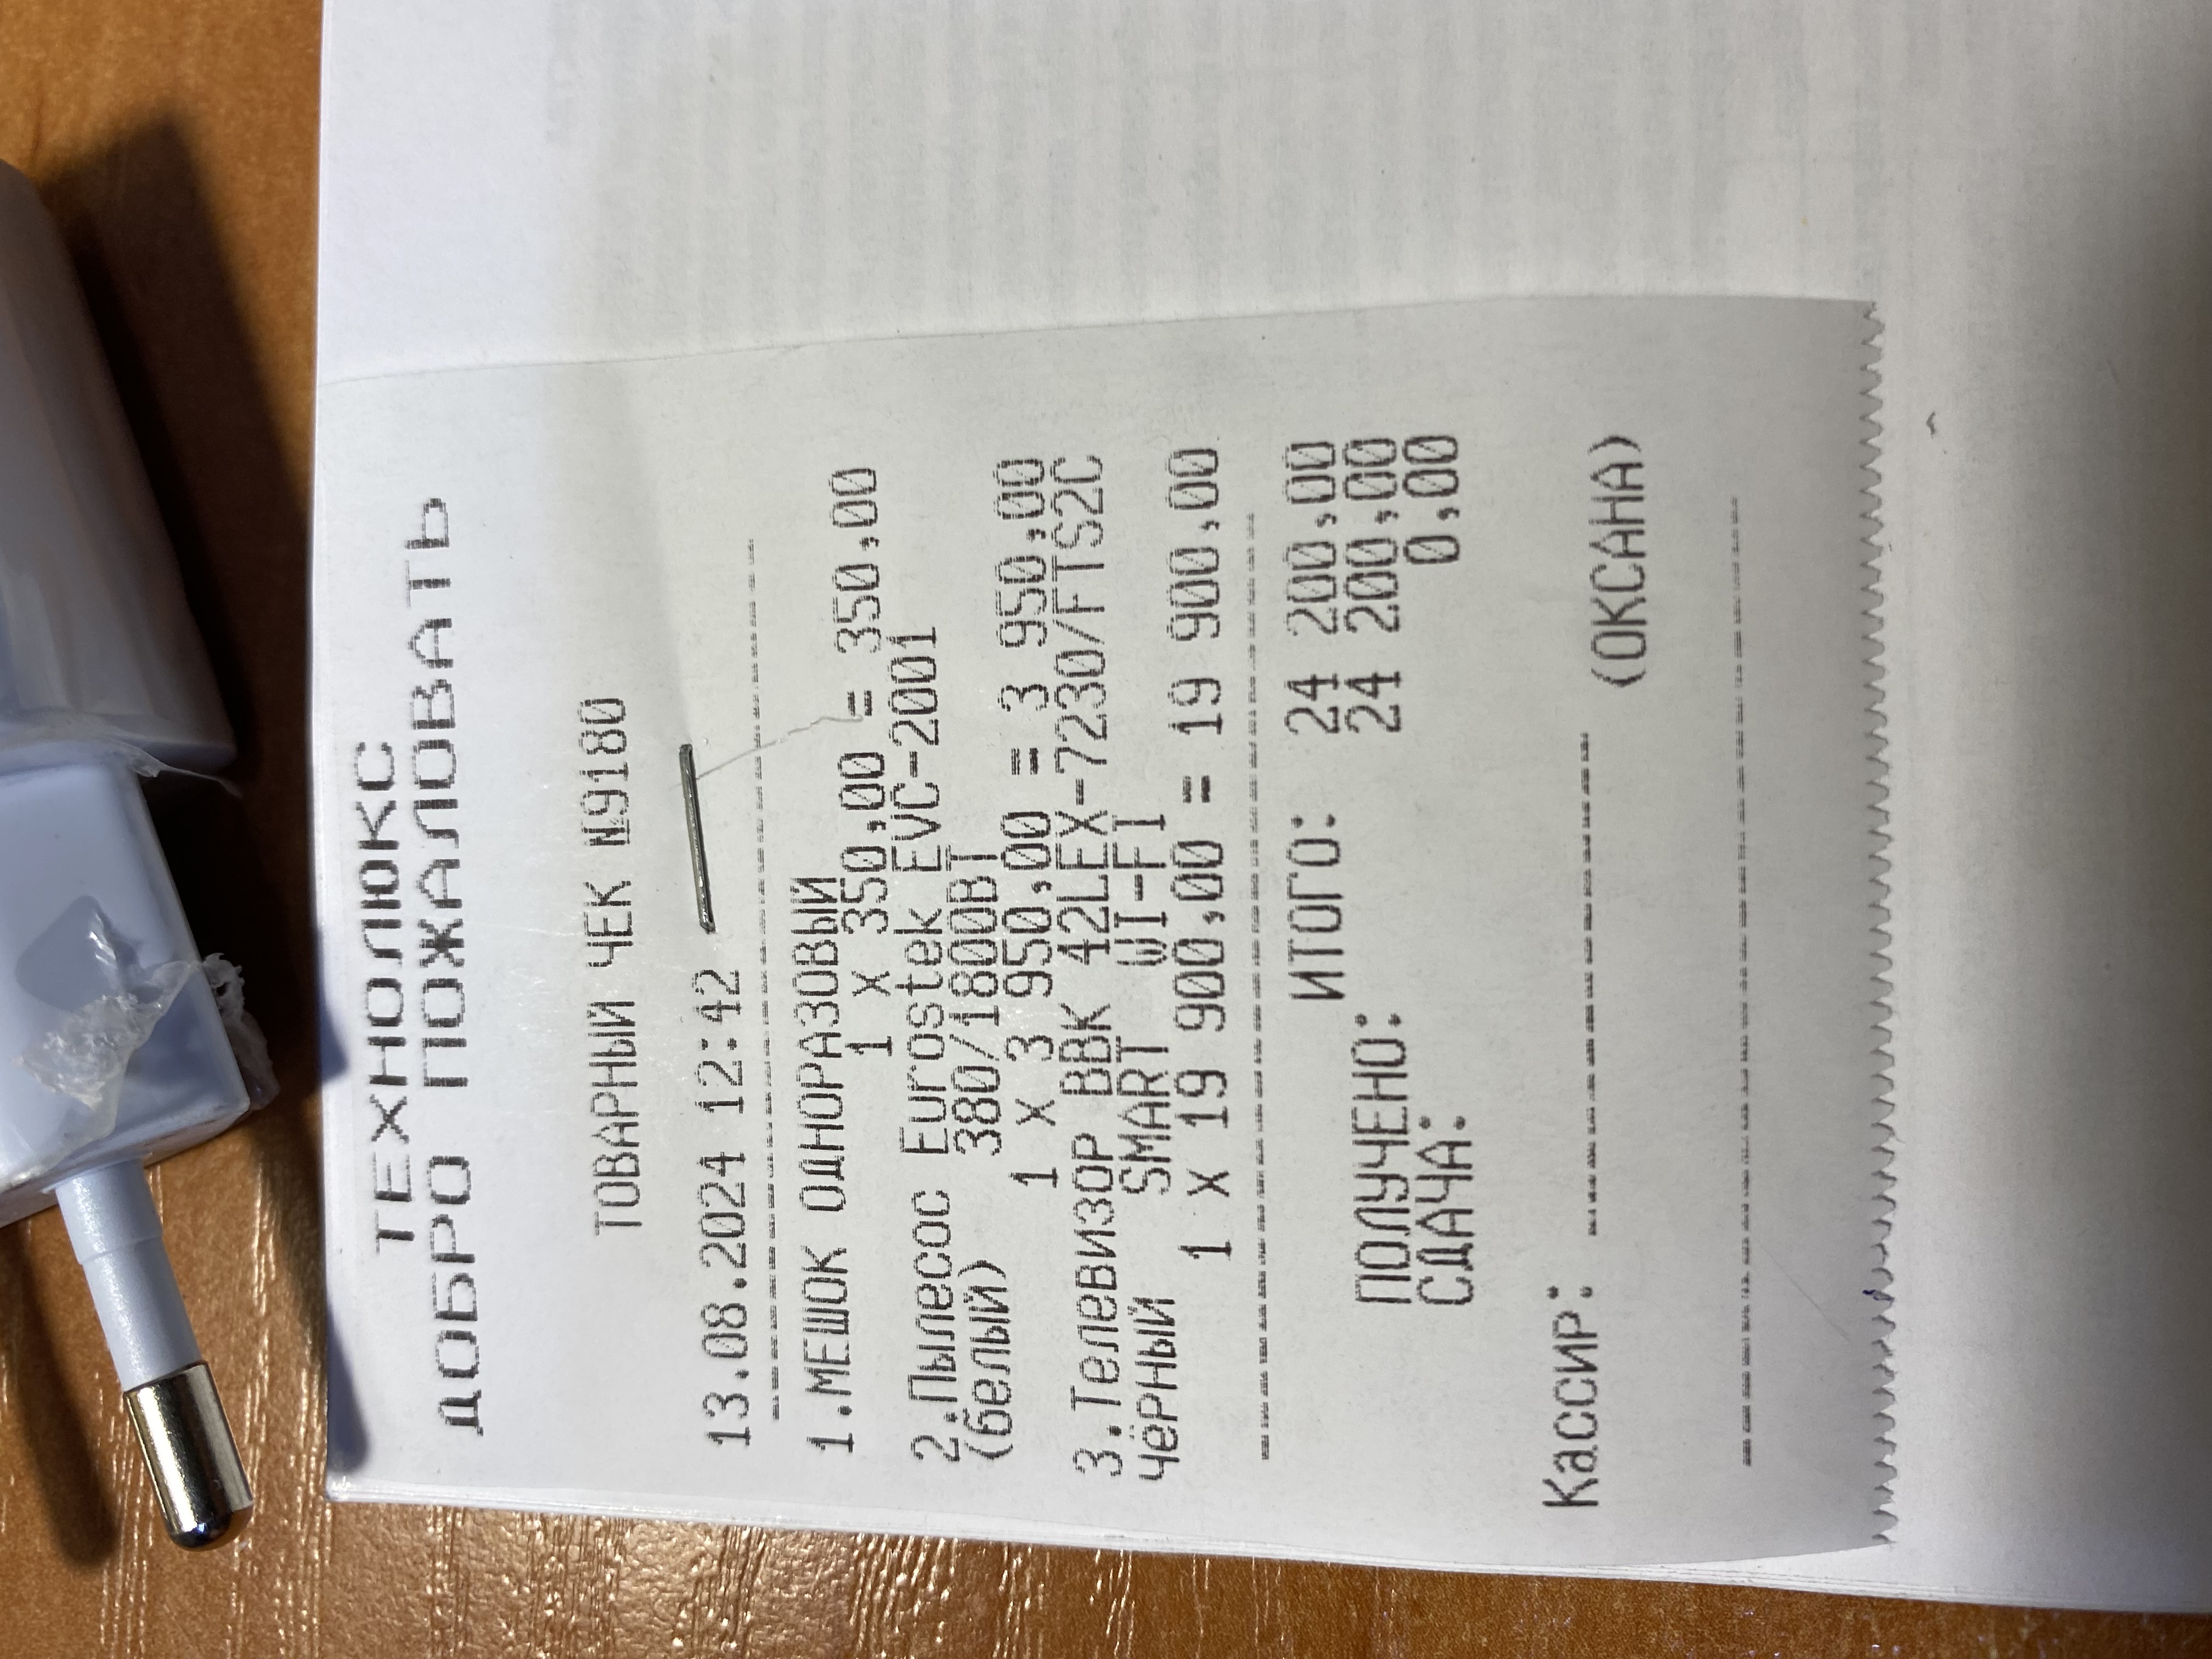 ТЕХНОЛЮКС
ДОБРО ПОЖАЛОВАТЬ
ТОВАРНЫЙ ЧЕК №9180
13.08.2024 12:42
1.МЕШОК ОДНОРАЗОВЫЙ
1 X 350,00 = 350,00
2.Пылесос Eurostek EVC-2001
(белый) 380/1800ВТ
1 X 3 950,00 = 3 950,00
3.Телевизор BBK 42LEX-7230/FTS2C
чёрный SMART WI-FI
1 X 19 900,00 = 19 900,00
ИТОГО: 24 200,00
ПОЛУЧЕНО: 24 200,00
СДАЧА: 0,00
Кассир: (ОКСАНА)